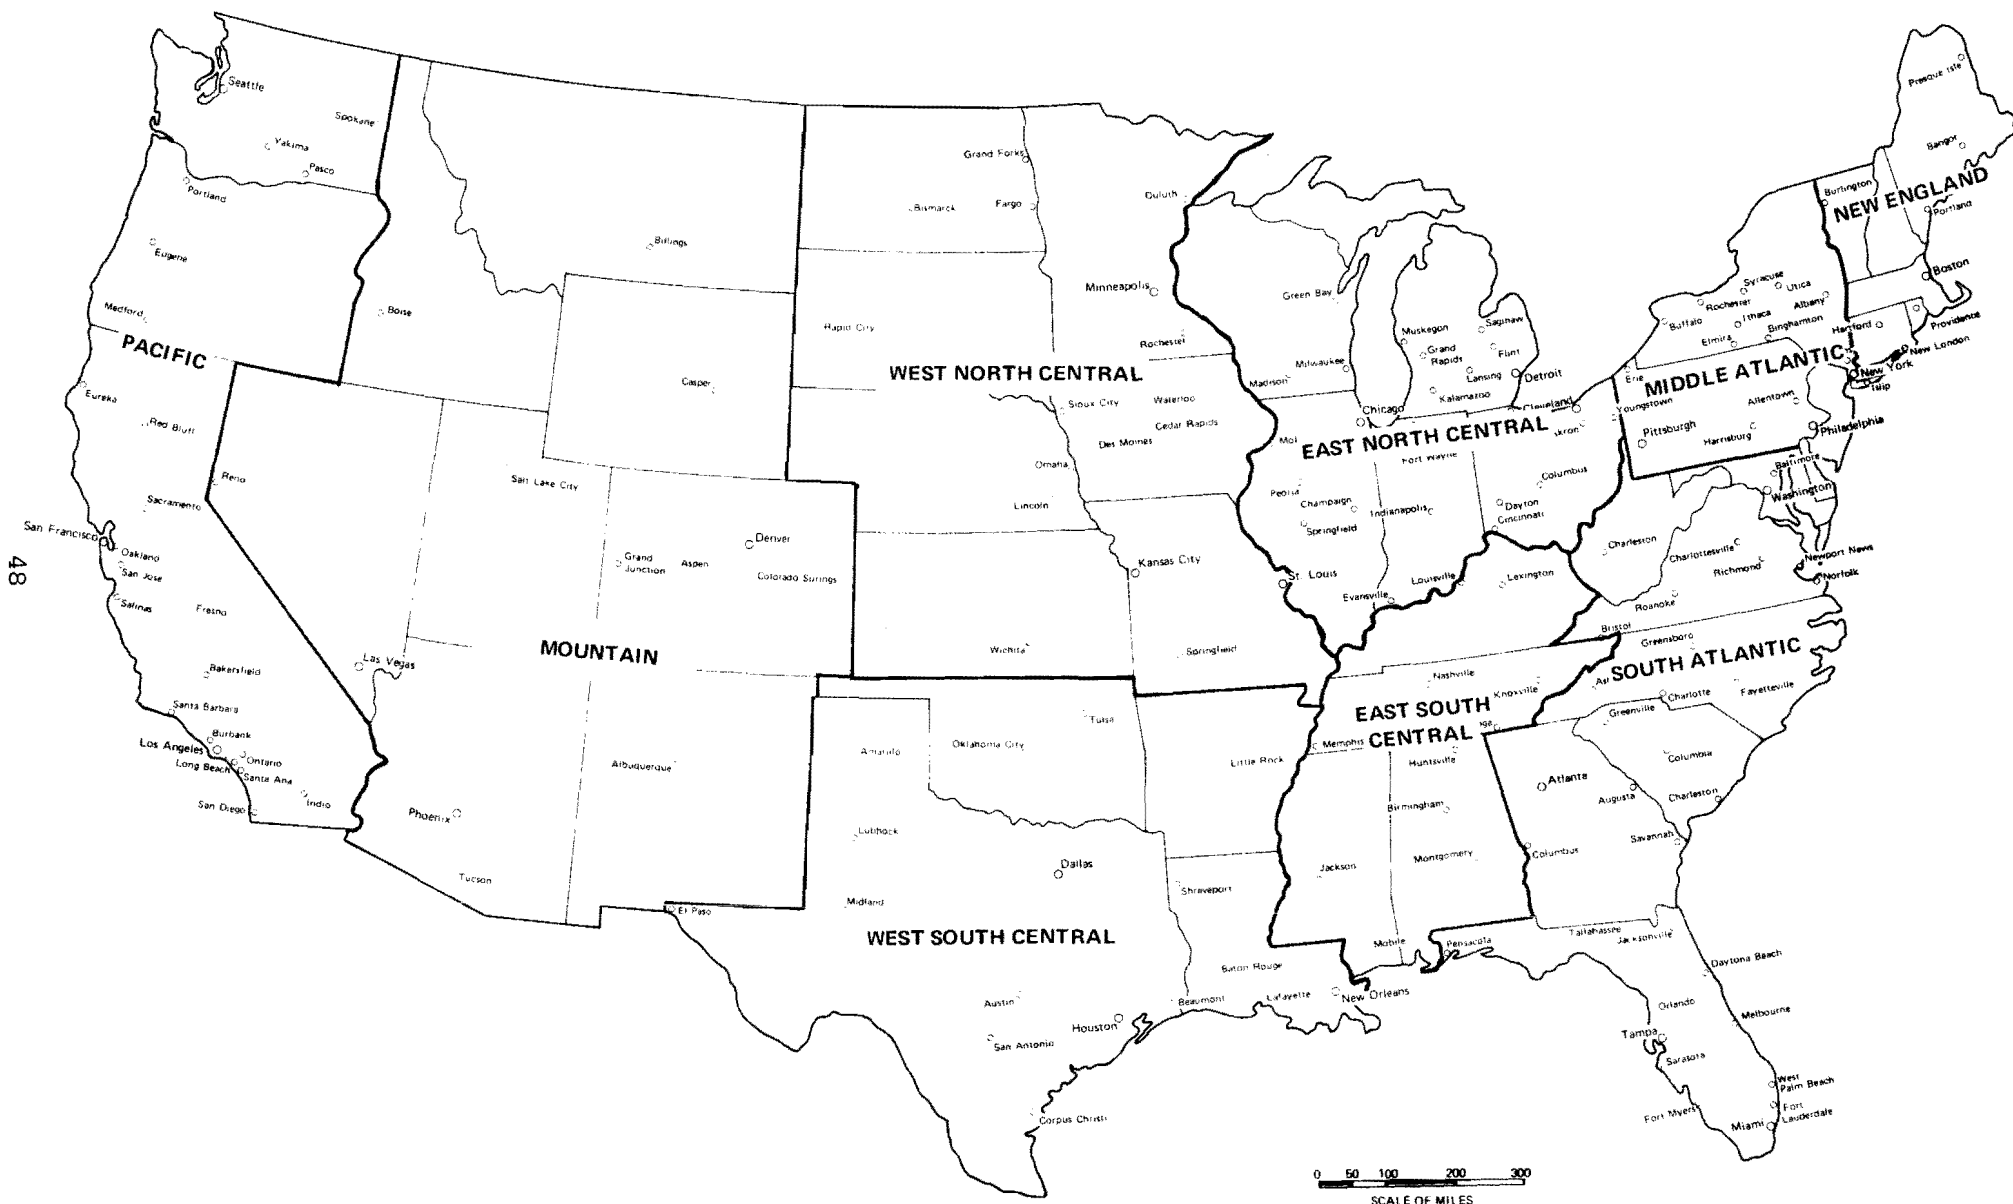 Seattle
Spokane
Yakima
Pasco
Portland
Eugene
Medford
PACIFIC
Eureka
Red Bluff
Reno
Sacramento
San Francisco
Oakland
San Jose
Salinas
Fresno
Bakersfield
Santa Barbara
Burbank
Los Angeles
Ontario
Long Beach
Santa Ana
Indio
San Diego
48
Billings
Boise
Casper
San Lake City
Denver
Grand
Junction
Aspen
Colorado Springs
MOUNTAIN
Las Vegas
Albuquerque
Phoenix
Tucson
Grand Forks
Bismarck
Fargo
Duluth
Minneapolis
Rapid City
Rochester
WEST NORTH CENTRAL
Sioux City
Waterloo
Cedar Rapids
Des Moines
Omaha
Lincoln
Kansas City
St. Louis
Wichita
Springfield
Tulsa
Amarillo
Oklahoma City
Little Rock
Lubbock
Dallas
Shraveport
Midland
El Paso
WEST SOUTH CENTRAL
Baton Rouge
Austin
Beaumont
Lafayette
New Orleans
Houston
San Antonio
Corpus Christi
Green Bay
Muskegon
Saginaw
Grand
Rapids
Flint
Milwaukee
Lansing
Detroit
Madison
Kalamazoo
Chicago
Cleveland
Mol
EAST NORTH CENTRAL
kron
Fort Wayne
Columbus
Peoria
Champaign
Indianapolis
Dayton
Cincinnati
Springfield
Evansville
Louisville
Lexington
Nashville
Knoxville
EAST SOUTH
CENTRAL
ga
Memphis
Huntsville
Birmingham
Jackson
Montgomery
Mobile
Presque Isle
Bangor
Burlington
NEW ENGLAND
Portland
Boston
Hartford
Providence
New London
Syracuse
Utica
Rochester
Albany
Buffalo
Ithaca
Binghamton
Elmira
MIDDLE ATLANTIC
New York
Islip
Erie
Youngstown
Allentown
Pittsburgh
Harrisburg
Philadelphia
Baltimore
Washington
Charleston
Charlottesville
Newport News
Richmond
Norfolk
Roanoke
Bristol
Greensboro
SOUTH ATLANTIC
As
Charlotte
Fayetteville
Greenville
Columbia
Atlanta
Augusta
Charleston
Savannah
Columbus
Pensacola
Tallahassee
Jacksonville
Daytona Beach
Orlando
Melbourne
Tampa
Sarasota
West
Palm Beach
Fort Myers
Fort
Lauderdale
Miami
0 50 100 200 300
SCALE OF MILES